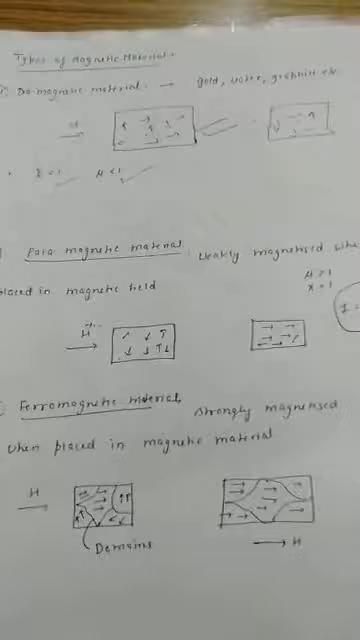 Types of Magnetic Material.
Dia magnetic material. → gold, water, graphite etc
H
μ < 1
Para magnetic material Weakly magnetised when
placed in magnetic field
μ > 1
H
Ferromagnetic Material, Strongly magnetised
when placed in magnetic material
H
Domains
→ H